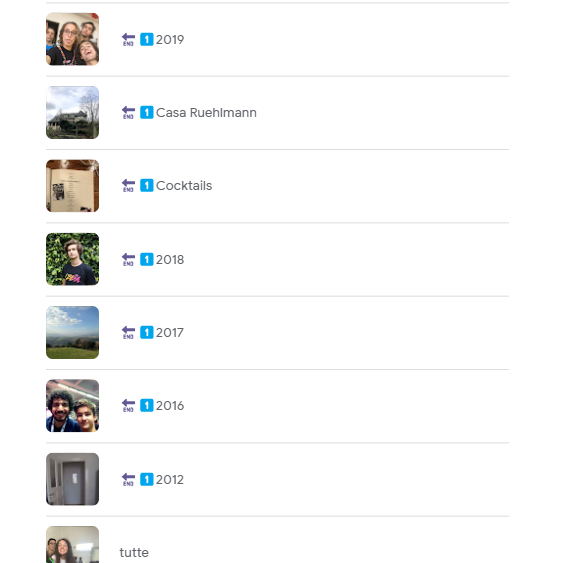 🔚1️⃣2019
🔚1️⃣Casa Ruehlmann
🔚1️⃣Cocktails
🔚1️⃣2018
🔚1️⃣2017
🔚1️⃣2016
🔚1️⃣2012
tutte